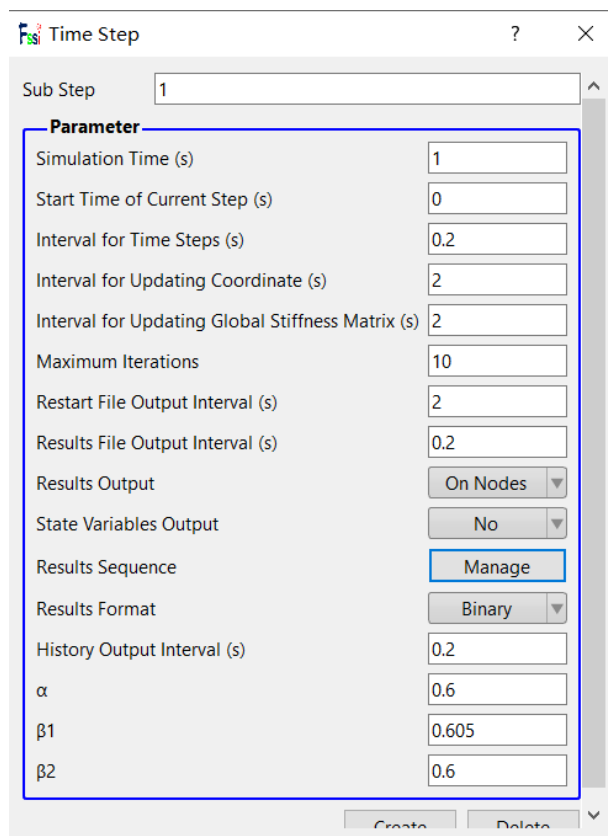 Fssi Time Step ?
Sub Step 1
Parameter
Simulation Time (s) 1
Start Time of Current Step (s) 0
Interval for Time Steps (s) 0.2
Interval for Updating Coordinate (s) 2
Interval for Updating Global Stiffness Matrix (s) 2
Maximum Iterations 10
Restart File Output Interval (s) 2
Results File Output Interval (s) 0.2
Results Output On Nodes
State Variables Output No
Results Sequence Manage
Results Format Binary
History Output Interval (s) 0.2
α 0.6
β1 0.605
β2 0.6
Create Delete